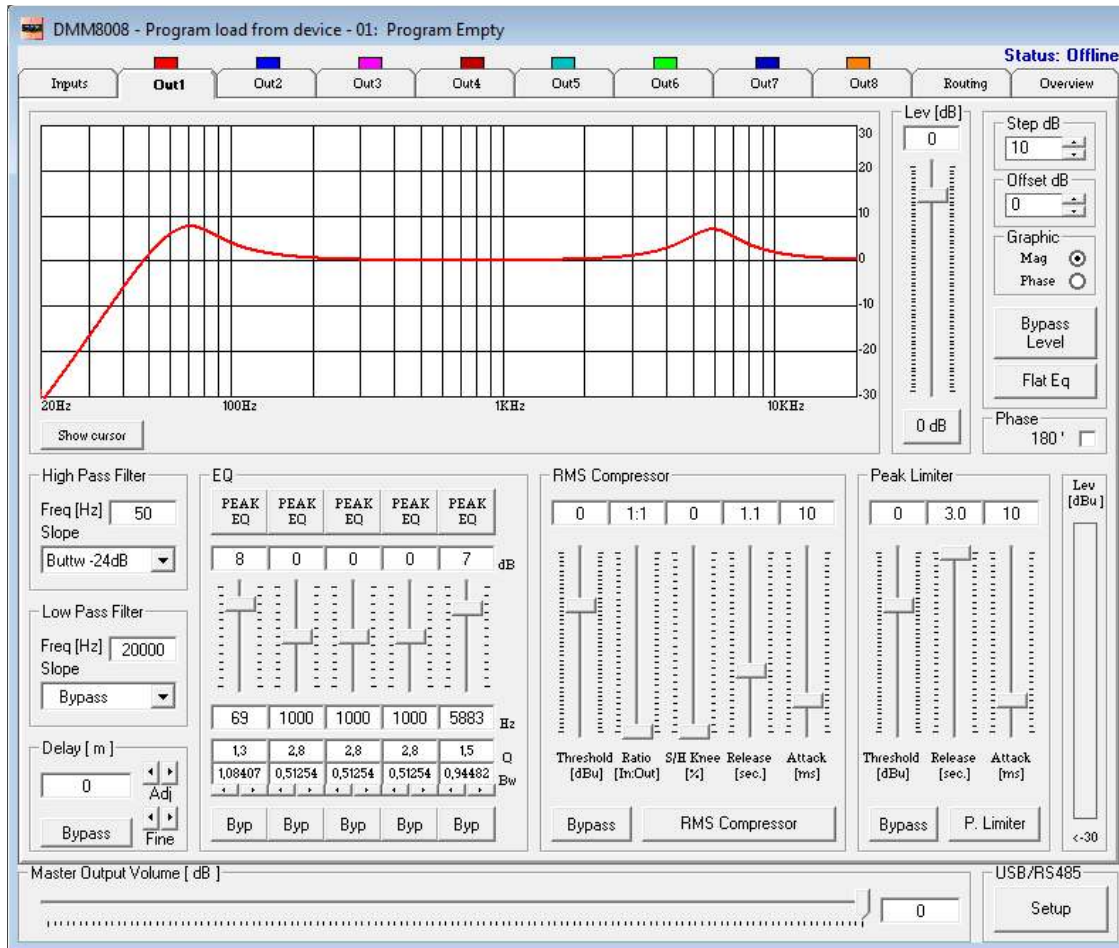 DMM8008 - Program load from device - 01: Program Empty
Status: Offline
Inputs Out1 Out2 Out3 Out4 Out5 Out6 Out7 Out8 Routing Overview
30
20
10
0
-10
-20
-30
20Hz 100Hz 1KHz 10KHz
Show cursor
Lev [dB]
0
0 dB
Step dB
10
Offset dB
0
Graphic
Mag
Phase
Bypass
Level
Flat Eq
Phase
180 '
High Pass Filter
Freq [Hz] 50
Slope
Buttw -24dB
Low Pass Filter
Freq [Hz] 20000
Slope
Bypass
Delay [ m ]
0
Adj
Bypass
Fine
EQ
PEAK EQ PEAK EQ PEAK EQ PEAK EQ PEAK EQ
8 0 0 0 7 dB
69 1000 1000 1000 5883 Hz
1,3 2,8 2,8 2,8 1,5 Q
1,08407 0,51254 0,51254 0,51254 0,94482 Bw
Byp Byp Byp Byp Byp
RMS Compressor
0 1:1 0 1.1 10
Threshold Ratio S/H Knee Release Attack
[dBu] [In:Out] [%] [sec.] [ms]
Bypass RMS Compressor
Peak Limiter
0 3.0 10
Threshold Release Attack
[dBu] [sec.] [ms]
Bypass P. Limiter
Lev
[dBu]
<-30
Master Output Volume [ dB ]
0
USB/RS485
Setup